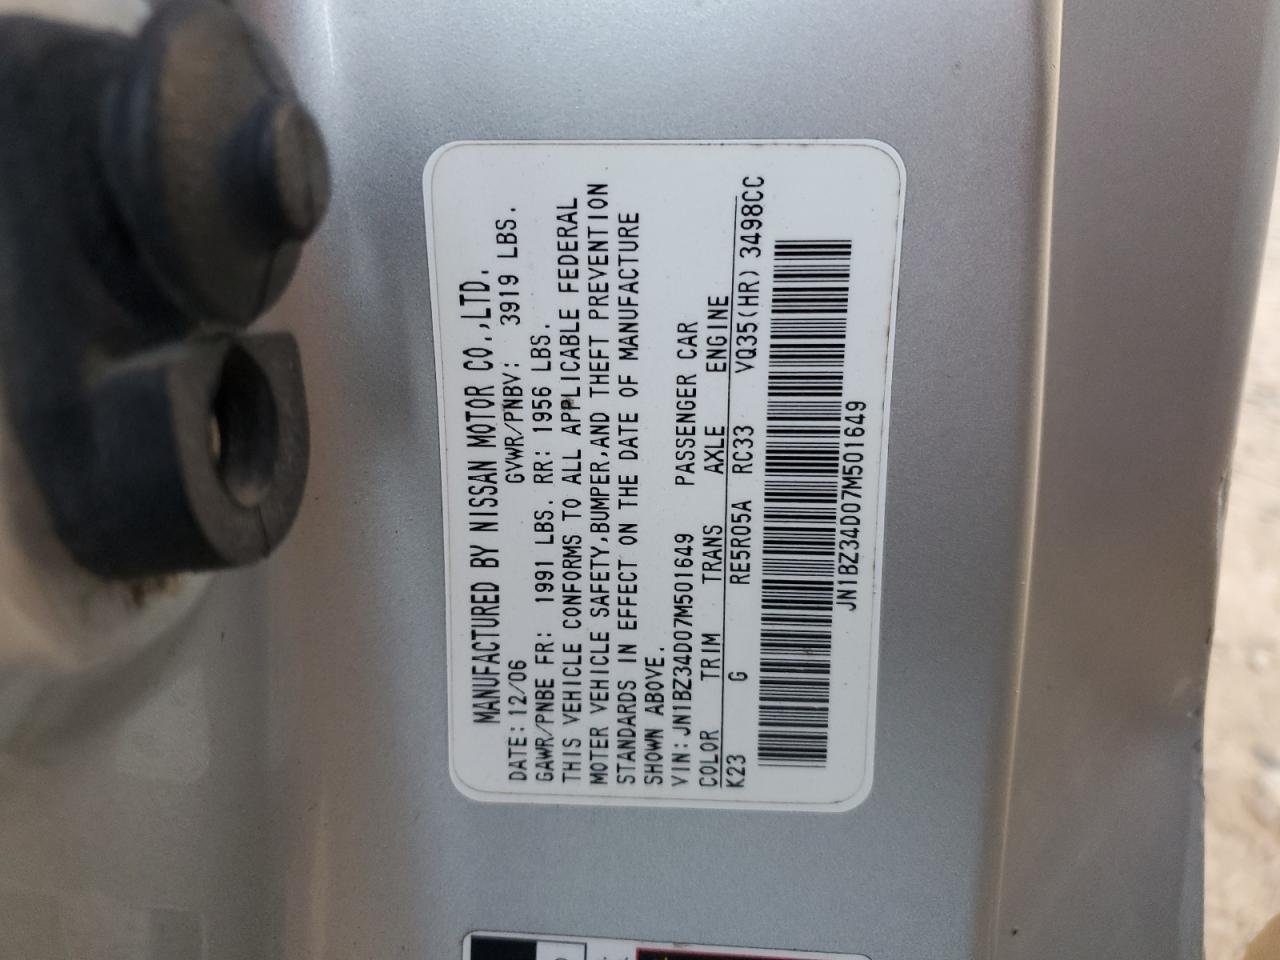 MANUFACTURED BY NISSAN MOTOR CO.,LTD.
DATE:12/06 GVWR/PNBV: 3919 LBS.
GAWR/PNBE FR: 1991 LBS. RR: 1956 LBS.
THIS VEHICLE CONFORMS TO ALL APPLICABLE FEDERAL
MOTER VEHICLE SAFETY,BUMPER,AND THEFT PREVENTION
STANDARDS IN EFFECT ON THE DATE OF MANUFACTURE
SHOWN ABOVE.
VIN:JN1BZ34D07M501649 PASSENGER CAR
COLOR TRIM TRANS AXLE ENGINE
K23 G RE5R05A RC33 VQ35(HR) 3498CC
JN1BZ34D07M501649